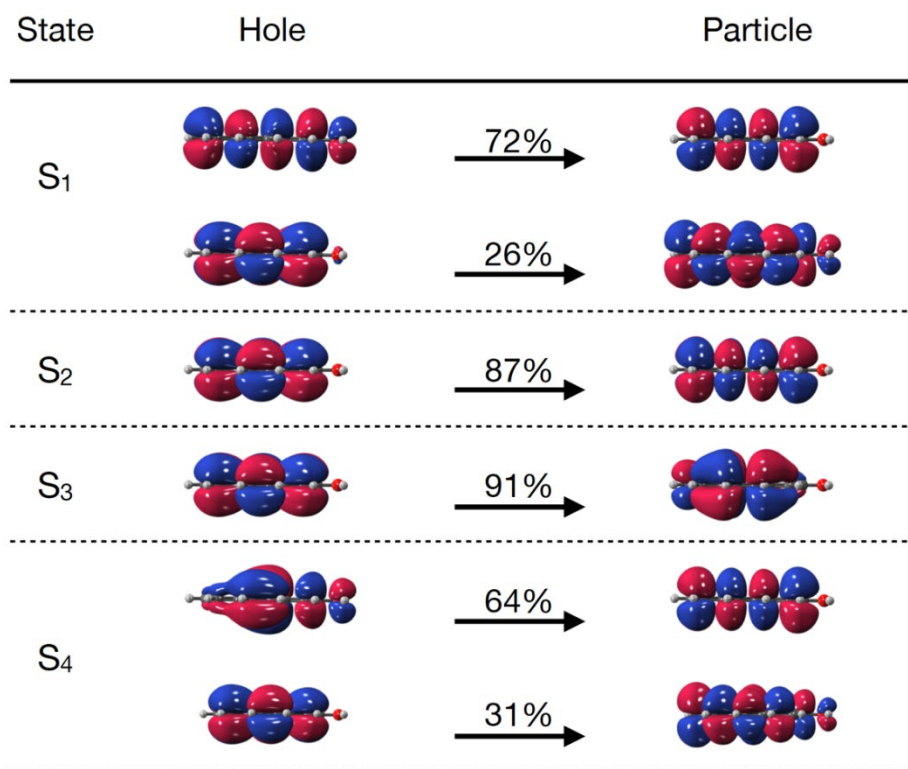 State Hole Particle
72%
S₁
26%
S₂ 87%
S₃ 91%
64%
S₄
31%